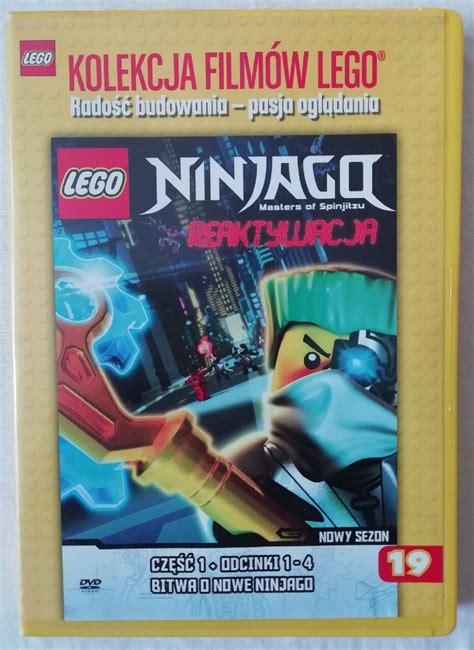 LEGO
KOLEKCJA FILMÓW LEGO®
Radość budowania – pasja oglądania
LEGO
NINJAGO
Masters of Spinjitzu
REAKTYWACJA
NOWY SEZON
CZĘŚĆ 1 • ODCINKI 1-4
BITWA O NOWE NINJAGO
19
DVD
VIDEO